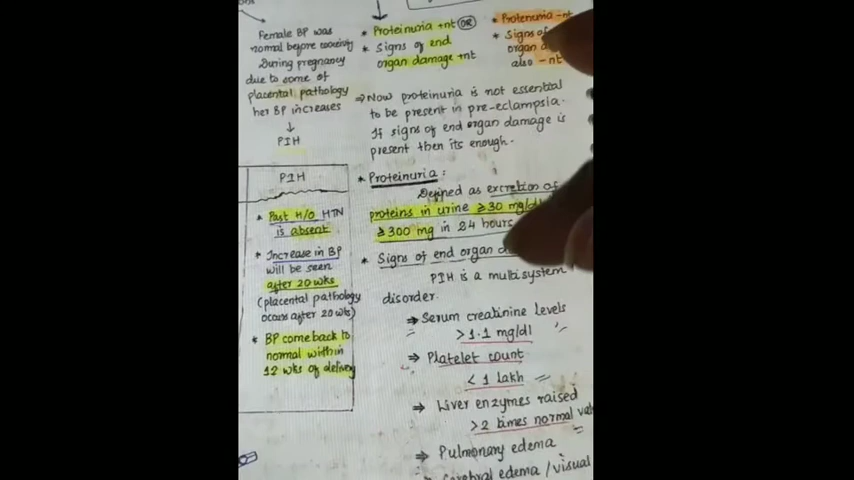 Female BP was
normal before conceiving
During pregnancy
due to some of
placental pathology
her BP increases
↓
PIH
PIH
* Past H/O HTN
is absent
* Increase in BP
will be seen
after 20 wks
(placental pathology
occurs after 20 wks)
* BP comeback to
normal within
12 wks of delivery
* Proteinuria +nt OR
* Signs of end
organ damage +nt
* Proteinuria -nt
* Signs of
organ
also -nt
⇒ Now proteinuria is not essential
to be present in pre-eclampsia.
If signs of end organ damage is
present then its enough.
* Proteinuria:
Defined as excretion of
proteins in urine ≥30 mg/dl
≥300 mg in 24 hours
* Signs of end organ
PIH is a multisystem
disorder.
⇒ Serum creatinine levels
>1.1 mg/dl
⇒ Platelet count
< 1 lakh
⇒ Liver enzymes raised
>2 times normal
⇒ Pulmonary edema
⇒ Cerebral edema / visual